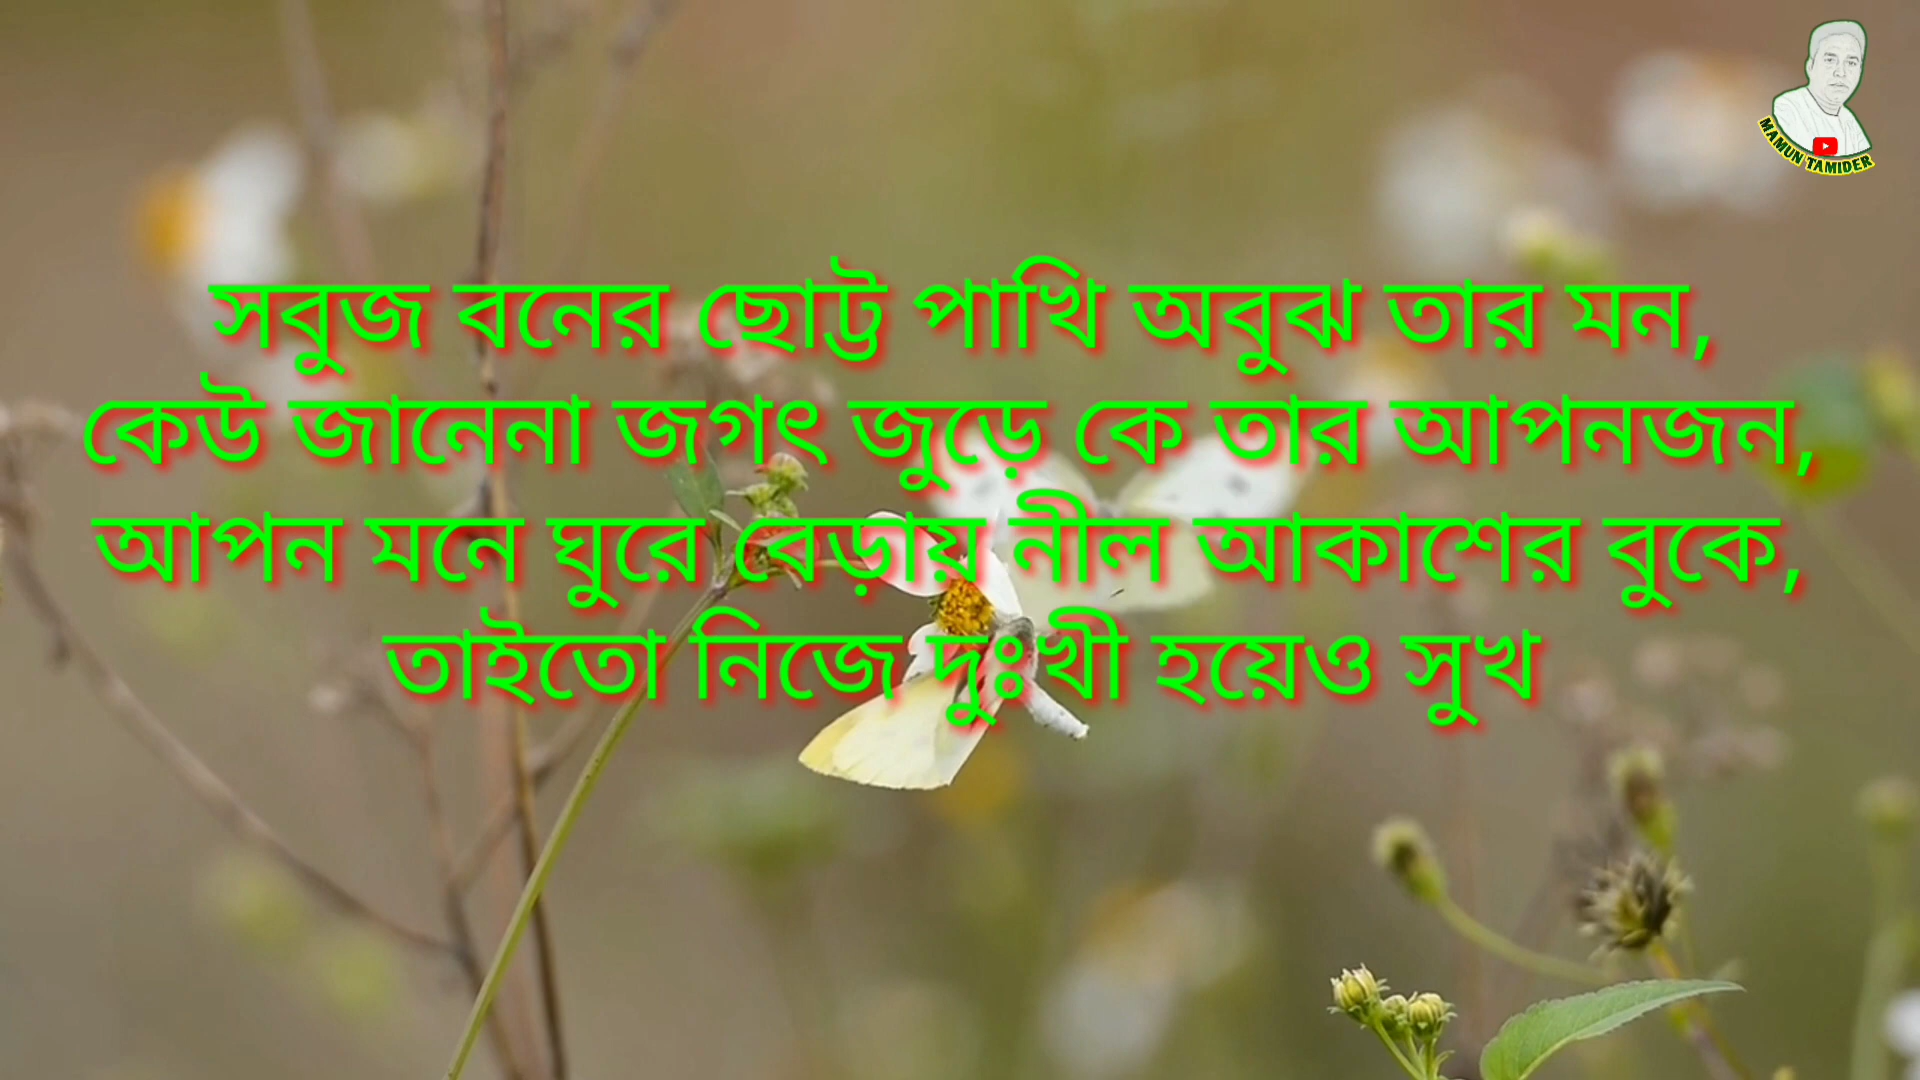 সবুজ বনের ছোট্ট পাখি অবুঝ তার মন,
কেউ জানেনা জগৎ জুড়ে কে তার আপনজন,
আপন মনে ঘুরে বেড়ায় নীল আকাশের বুকে,
তাইতো নিজে দুঃখী হয়েও সুখ
MAMUN TAMIDER